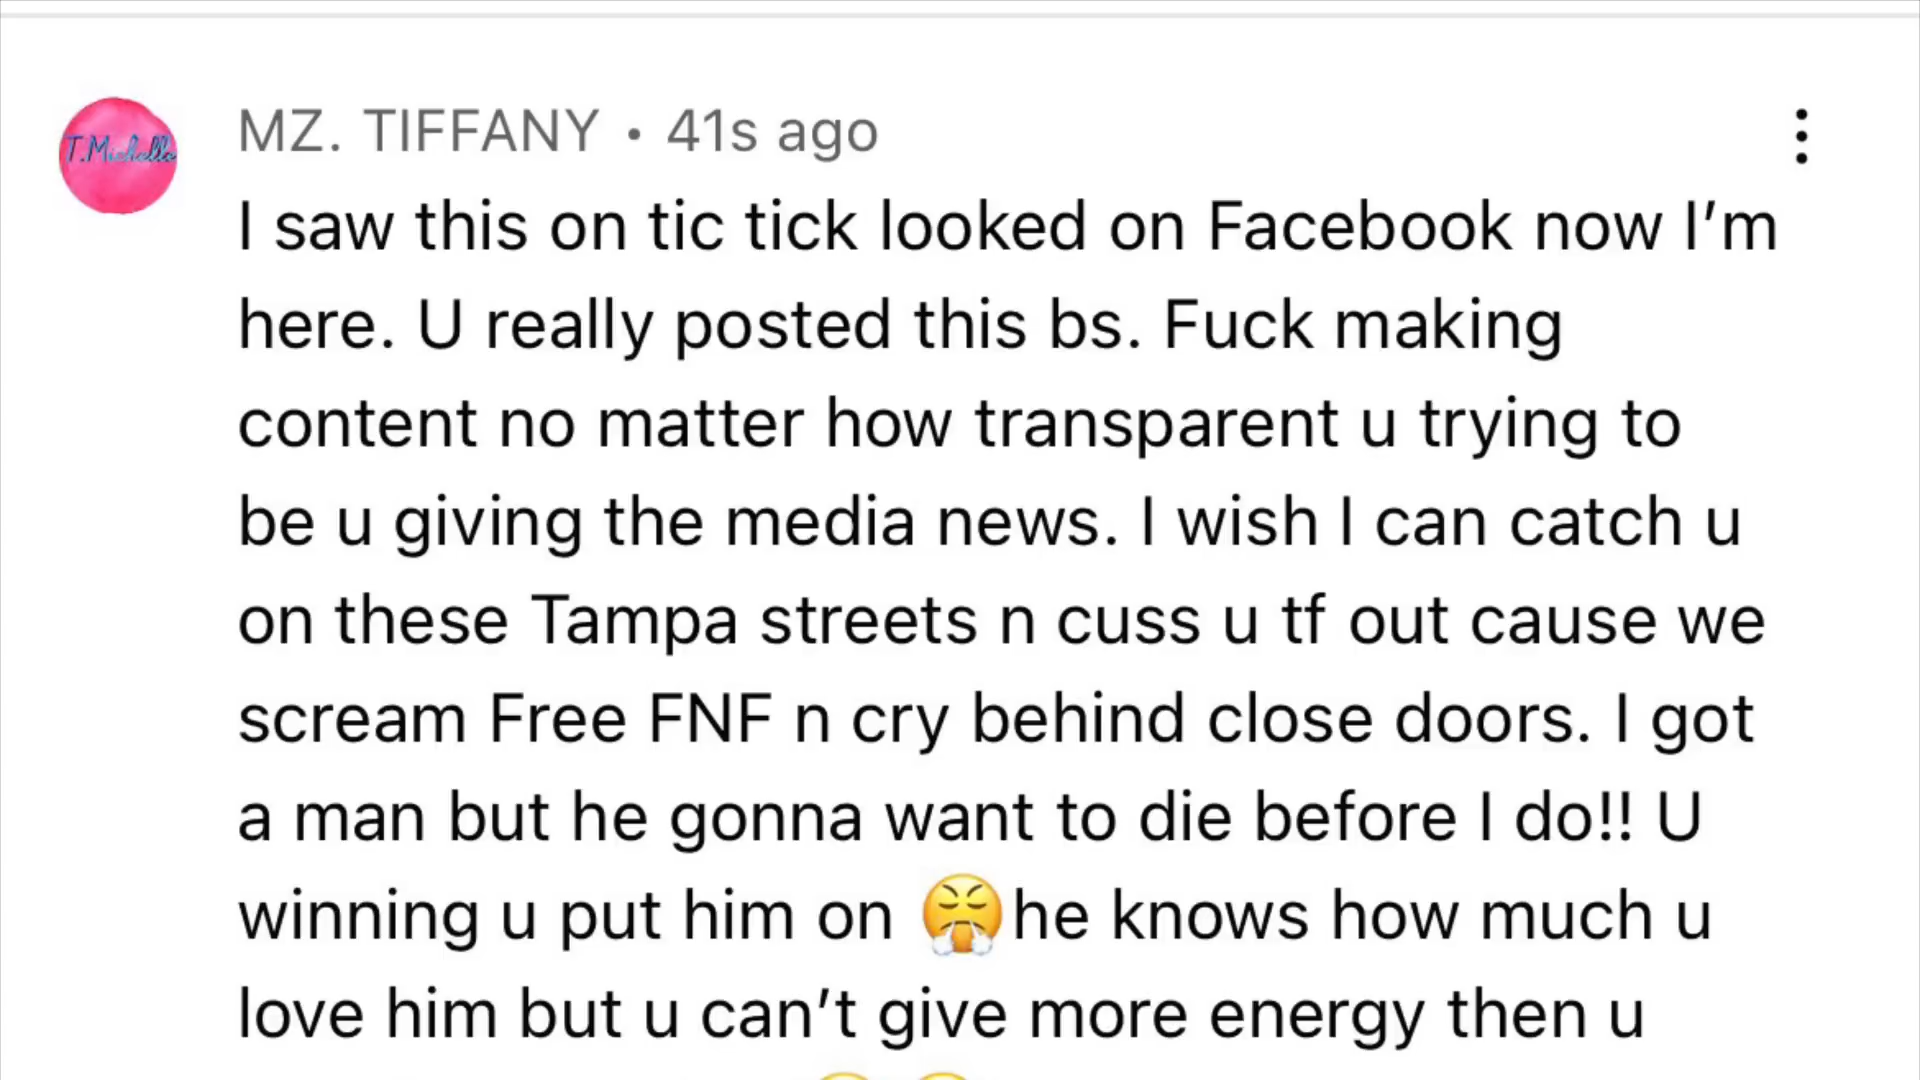 T.Michelle
MZ. TIFFANY • 41s ago
I saw this on tic tick looked on Facebook now I’m
here. U really posted this bs. Fuck making
content no matter how transparent u trying to
be u giving the media news. I wish I can catch u
on these Tampa streets n cuss u tf out cause we
scream Free FNF n cry behind close doors. I got
a man but he gonna want to die before I do!! U
winning u put him on 😤he knows how much u
love him but u can’t give more energy then u